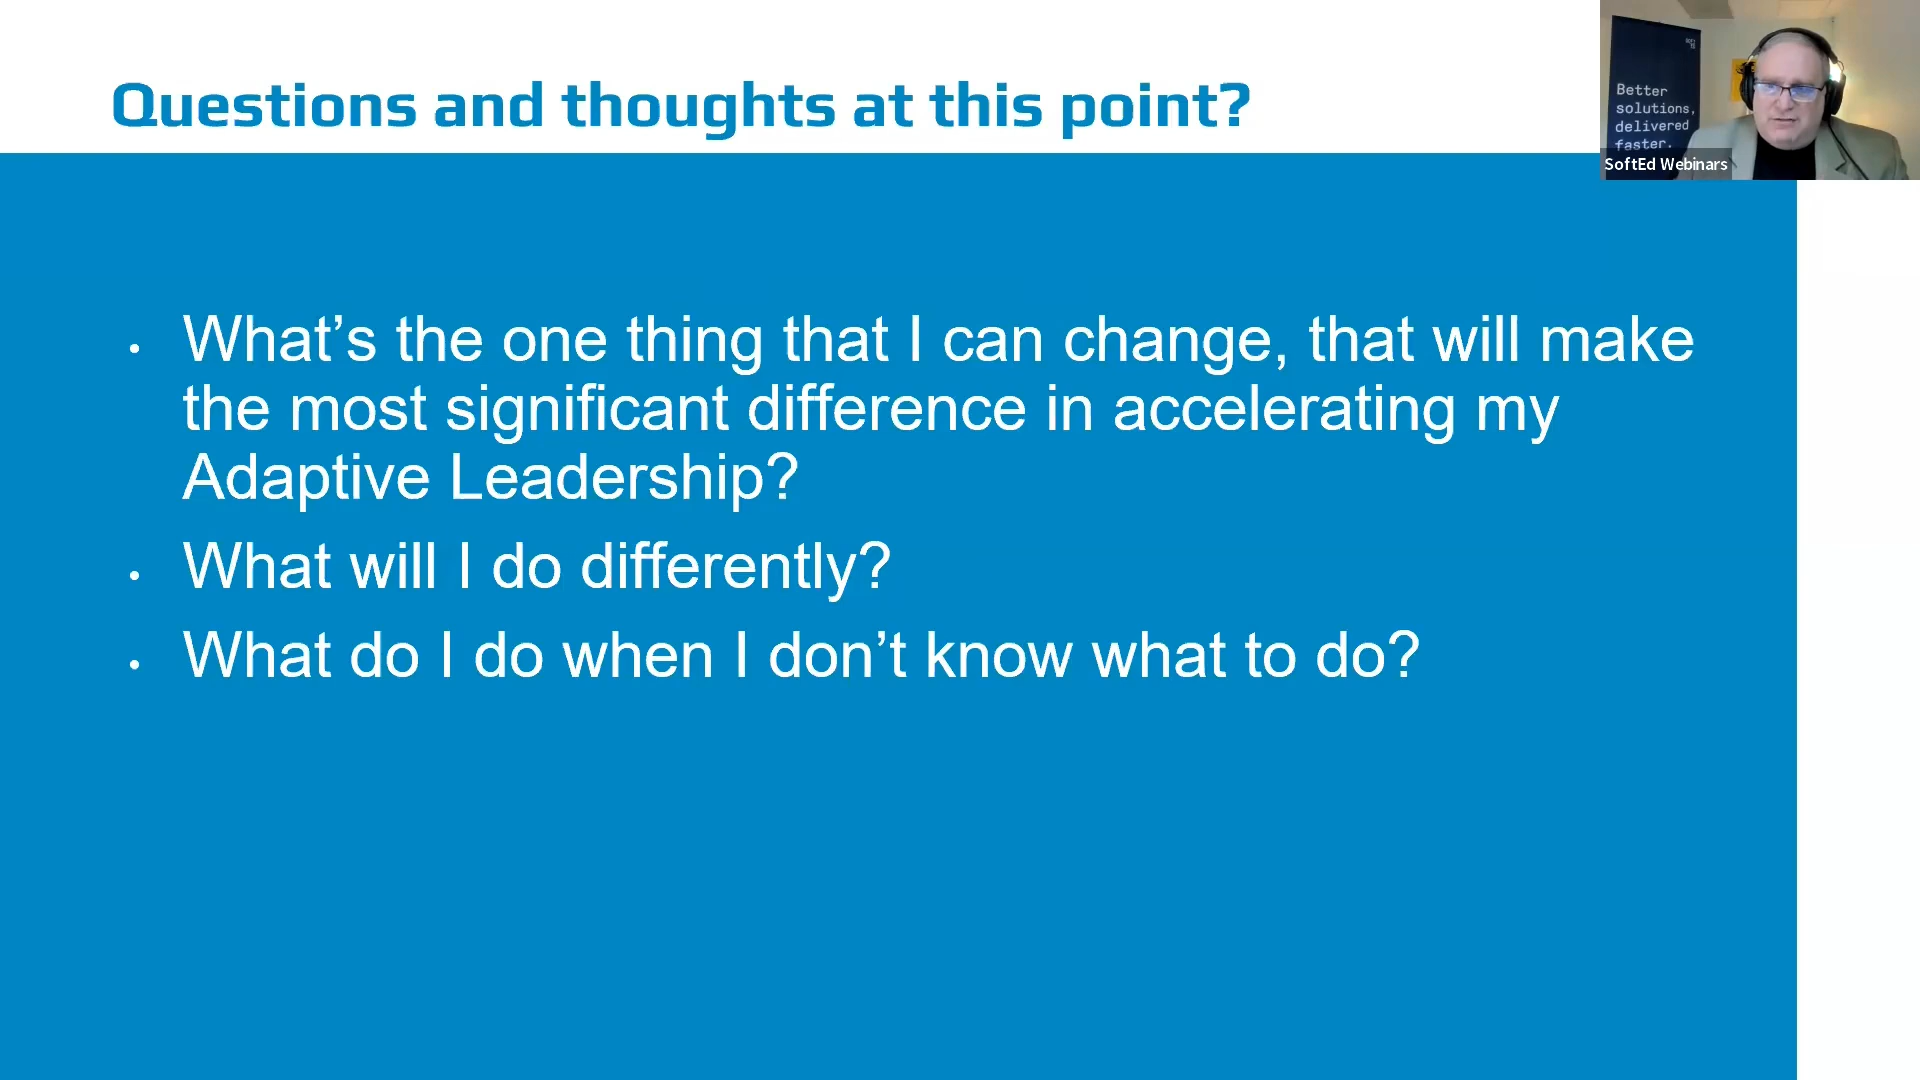 Questions and thoughts at this point?
Better
solutions,
delivered
faster.
SoftEd Webinars
• What’s the one thing that I can change, that will make
the most significant difference in accelerating my
Adaptive Leadership?
• What will I do differently?
• What do I do when I don’t know what to do?